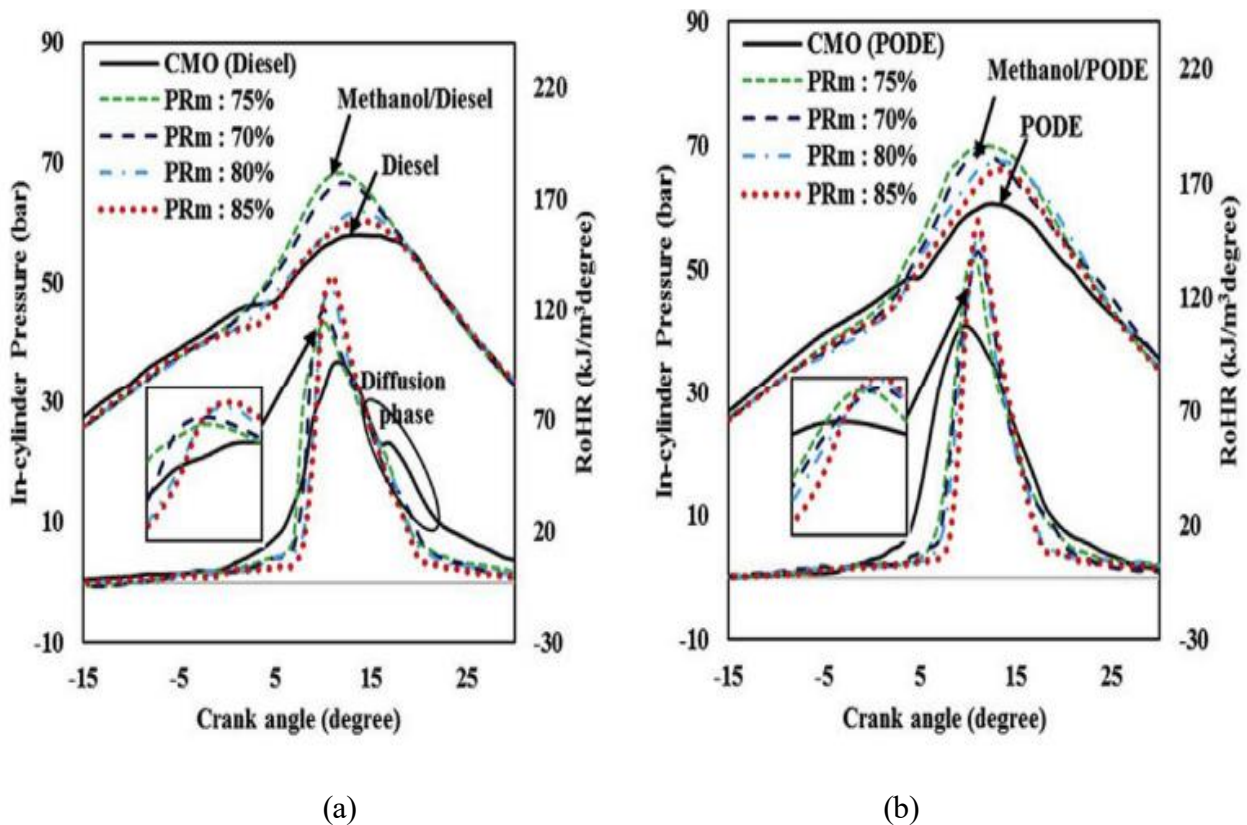 90
70
50
30
10
-10
In-cylinder Pressure (bar)
CMO (Diesel)
PRm : 75%
PRm : 70%
PRm : 80%
PRm : 85%
Methanol/Diesel
Diesel
Diffusion
phase
220
170
120
70
20
-30
RoHR (kJ/m³degree)
-15
-5
5
15
25
Crank angle (degree)
(a)
90
70
50
30
10
-10
In-cylinder Pressure (bar)
CMO (PODE)
PRm : 75%
PRm : 70%
PRm : 80%
PRm : 85%
Methanol/PODE
PODE
220
170
120
70
20
-30
RoHR (kJ/m³degree)
-15
-5
5
15
25
Crank angle (degree)
(b)